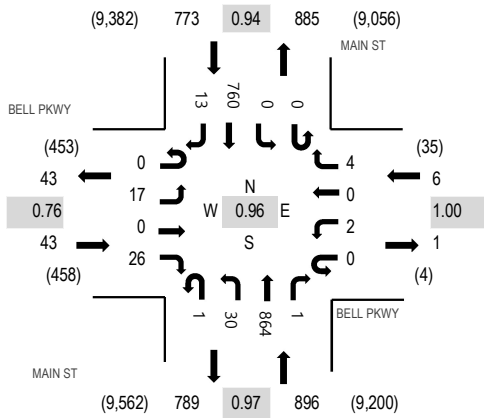 (9,382) 773 0.94 885 (9,056)
MAIN ST
BELL PKWY
13 760 0 0
(453) 0 4 (35)
43 17 N 0 6
0.76 W 0.96 E 1.00
43 0 S 2 1
(458) 26 0 (4)
1 30 864 1
BELL PKWY
MAIN ST
(9,562) 789 0.97 896 (9,200)